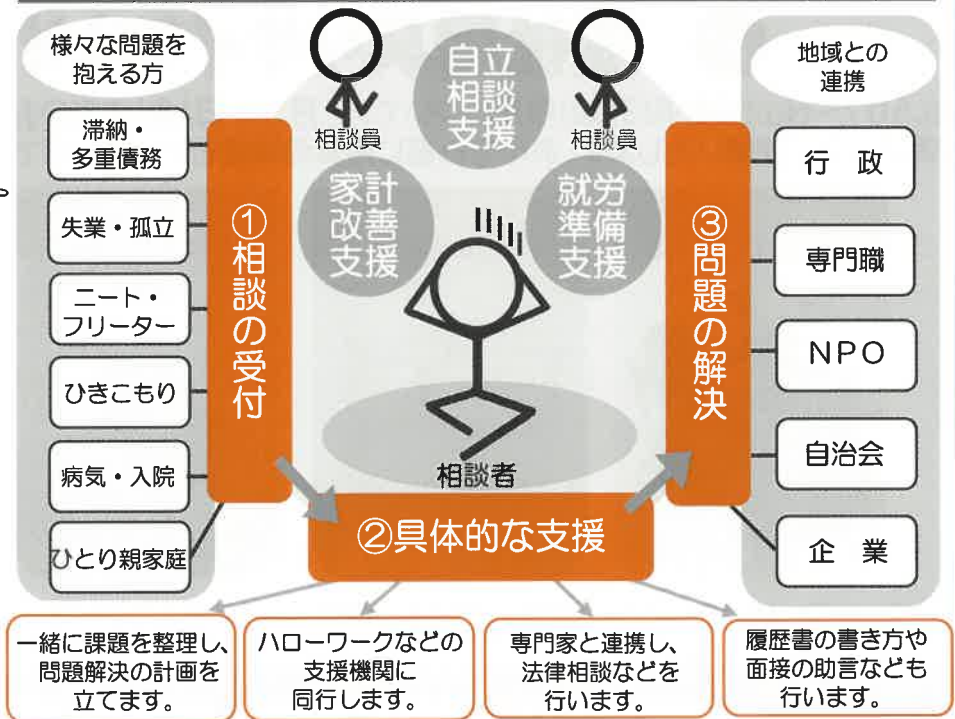 様々な問題を
抱える方
滞納・
多重債務
失業・孤立
ニート・
フリーター
ひきこもり
病気・入院
ひとり親家庭
①相談の受付
相談員
自立
相談
支援
相談員
家計
改善
支援
就労
準備
支援
相談者
②具体的な支援
③問題の解決
地域との
連携
行　政
専門職
NPO
自治会
企　業
一緒に課題を整理し、
問題解決の計画を
立てます。
ハローワークなどの
支援機関に
同行します。
専門家と連携し、
法律相談などを
行います。
履歴書の書き方や
面接の助言なども
行います。